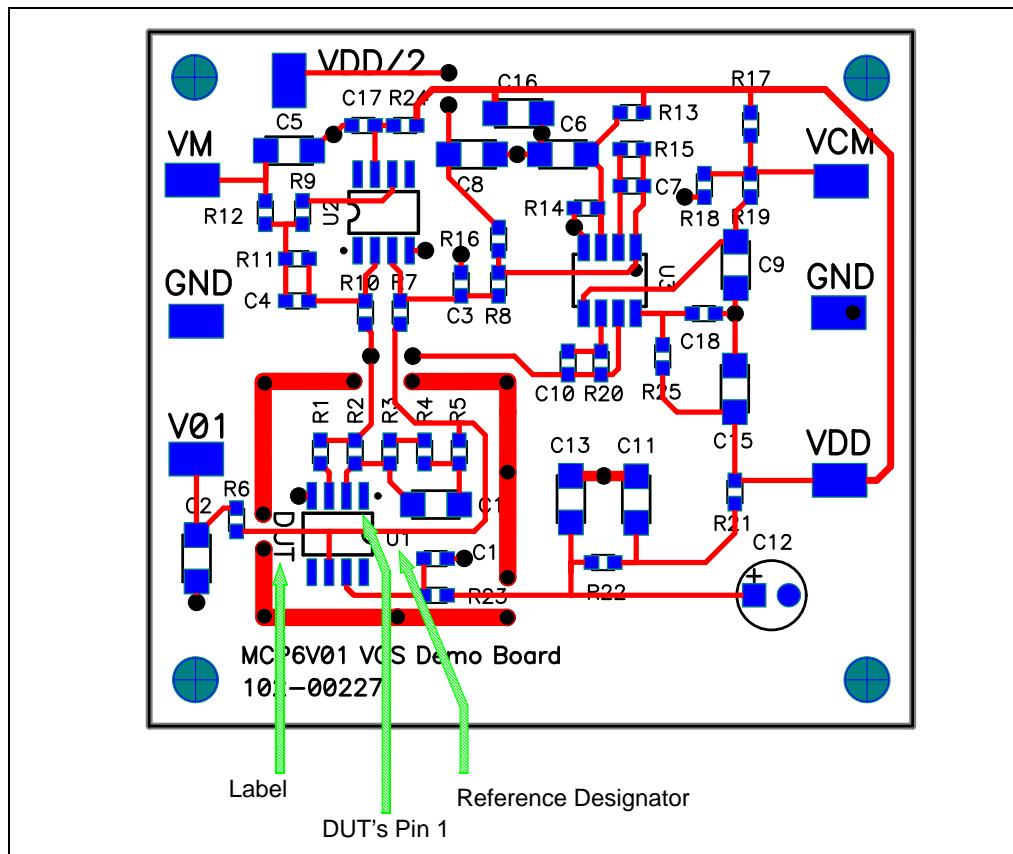 VDD/2
C17 R24
C16
R17
C5
C6
R13
VM
R15
VCM
C8
C7
R9
R12
U2
R14
R18 R19
R16
R11
R10 R7
U3
C9
GND
GND
C4
C3 R8
C18
C10 R20
R25
R1 R2 R3 R4 R5
V01
C15
VDD
C13 C11
R6
C2
C1
R21
DUT
U1
C12
C1
+
R23
R22
MCP6V01 VOS Demo Board
102-00227
Label
Reference Designator
DUT's Pin 1